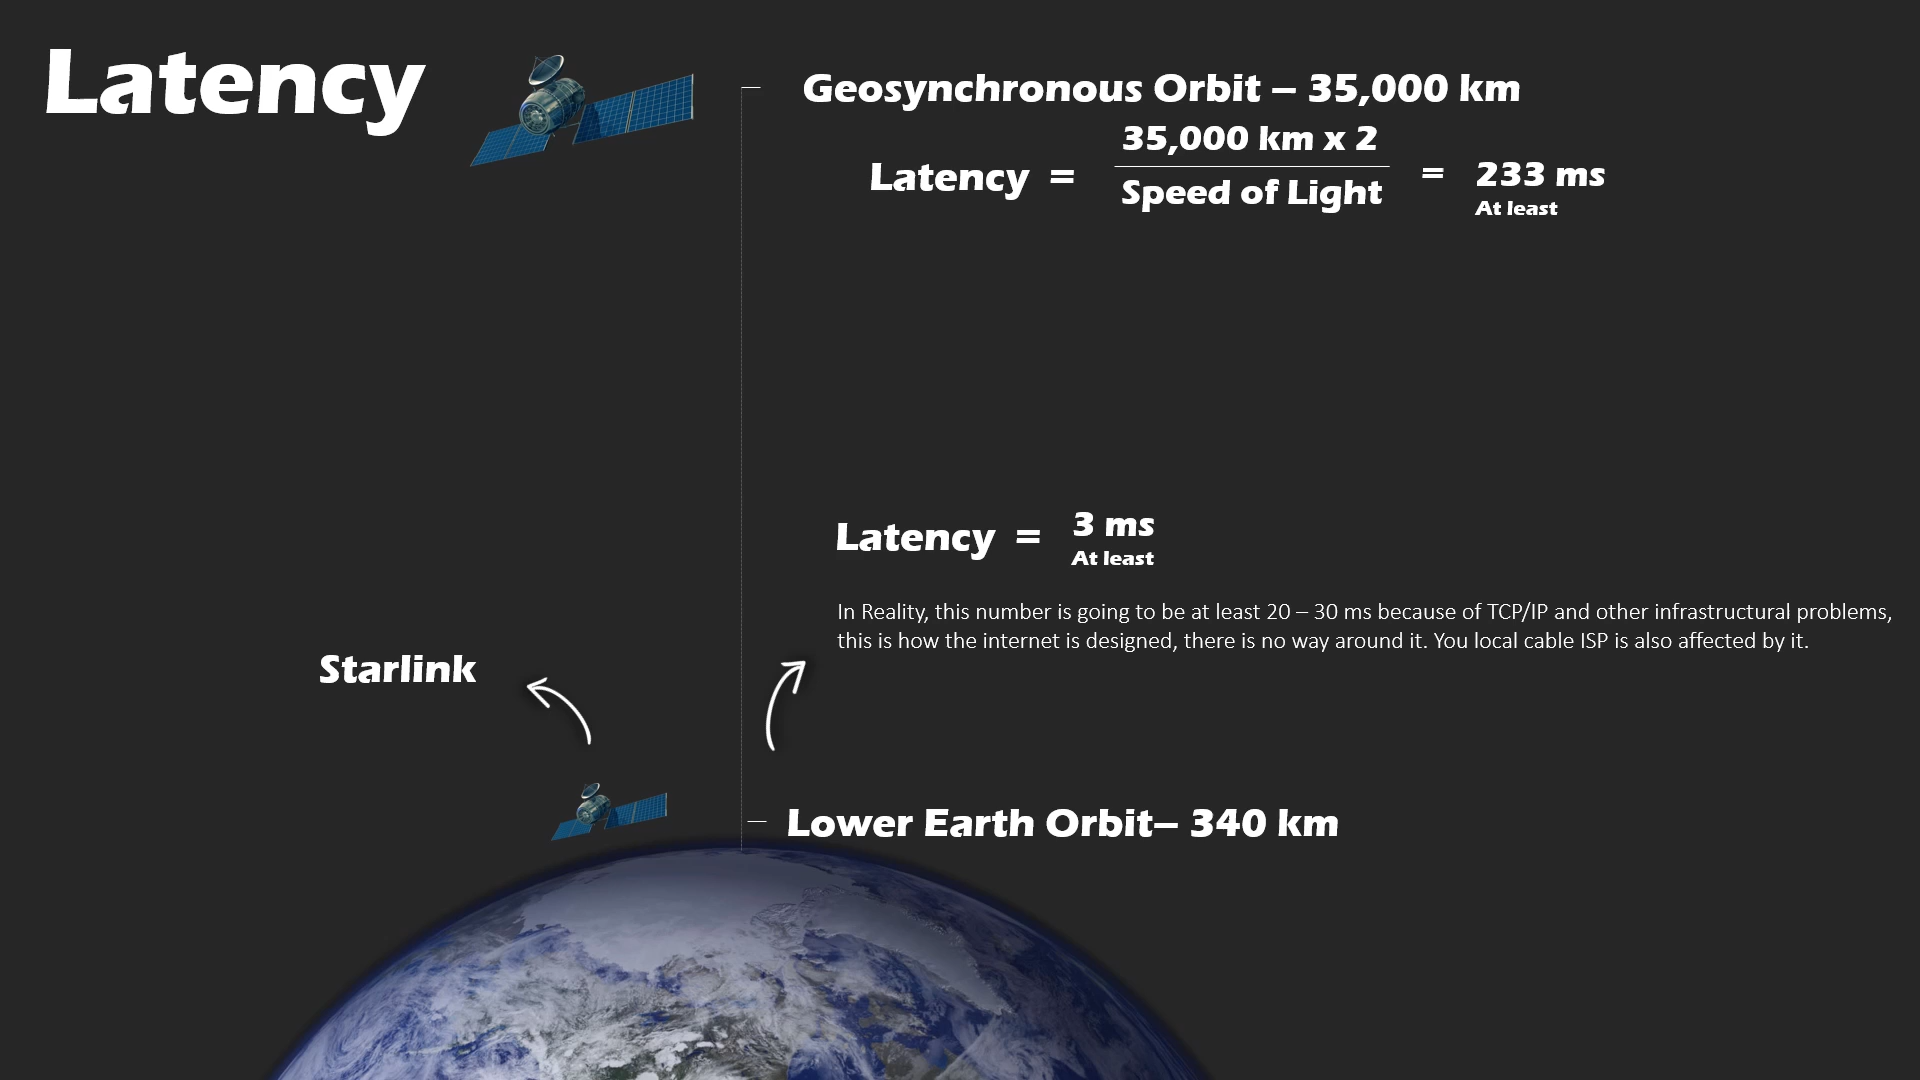 Latency
Geosynchronous Orbit – 35,000 km
35,000 km x 2
Latency = = 233 ms
Speed of Light
At least
3 ms
Latency =
At least
In Reality, this number is going to be at least 20 – 30 ms because of TCP/IP and other infrastructural problems,
this is how the internet is designed, there is no way around it. You local cable ISP is also affected by it.
Starlink
Lower Earth Orbit– 340 km